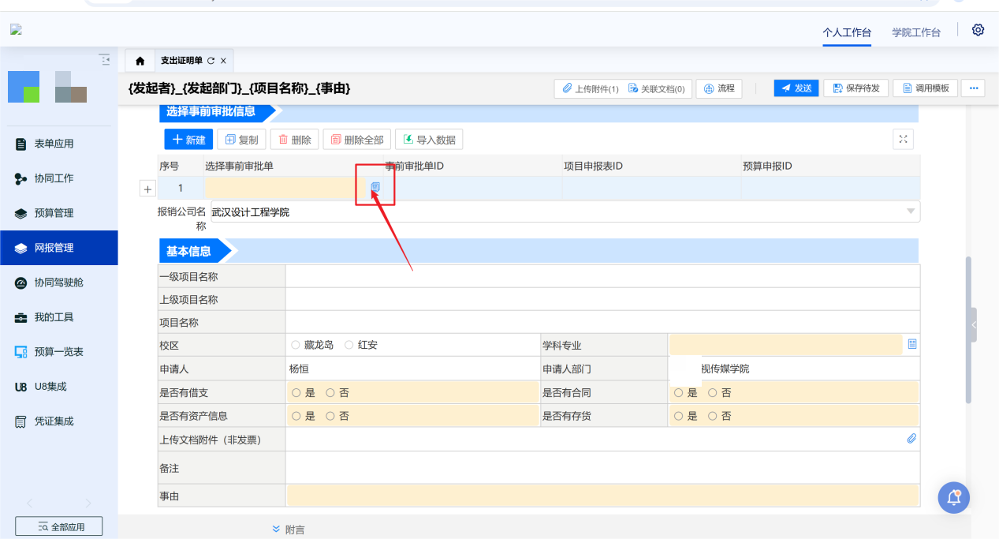 个人工作台 学院工作台
支出证明单
{发起者}_{发起部门}_{项目名称}_{事由}
上传附件(1) 关联文档(0) 流程 发送 保存待发 调用模板
选择事前审批信息
新建 复制 删除 删除全部 导入数据
序号 选择事前审批单 事前审批单ID 项目申报表ID 预算申报ID
1
报销公司名称 武汉设计工程学院
基本信息
一级项目名称
上级项目名称
项目名称
校区 藏龙岛 红安 学科专业
申请人 杨恒 申请人部门 视传媒学院
是否有借支 是 否 是否有合同 是 否
是否有资产信息 是 否 是否有存货 是 否
上传文档附件（非发票）
备注
事由
附言
表单应用
协同工作
预算管理
网报管理
协同驾驶舱
我的工具
预算一览表
U8 U8集成
凭证集成
全部应用